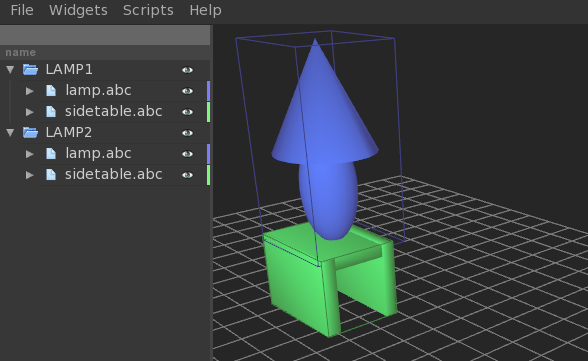 File Widgets Scripts Help
name
LAMP1
lamp.abc
sidetable.abc
LAMP2
lamp.abc
sidetable.abc